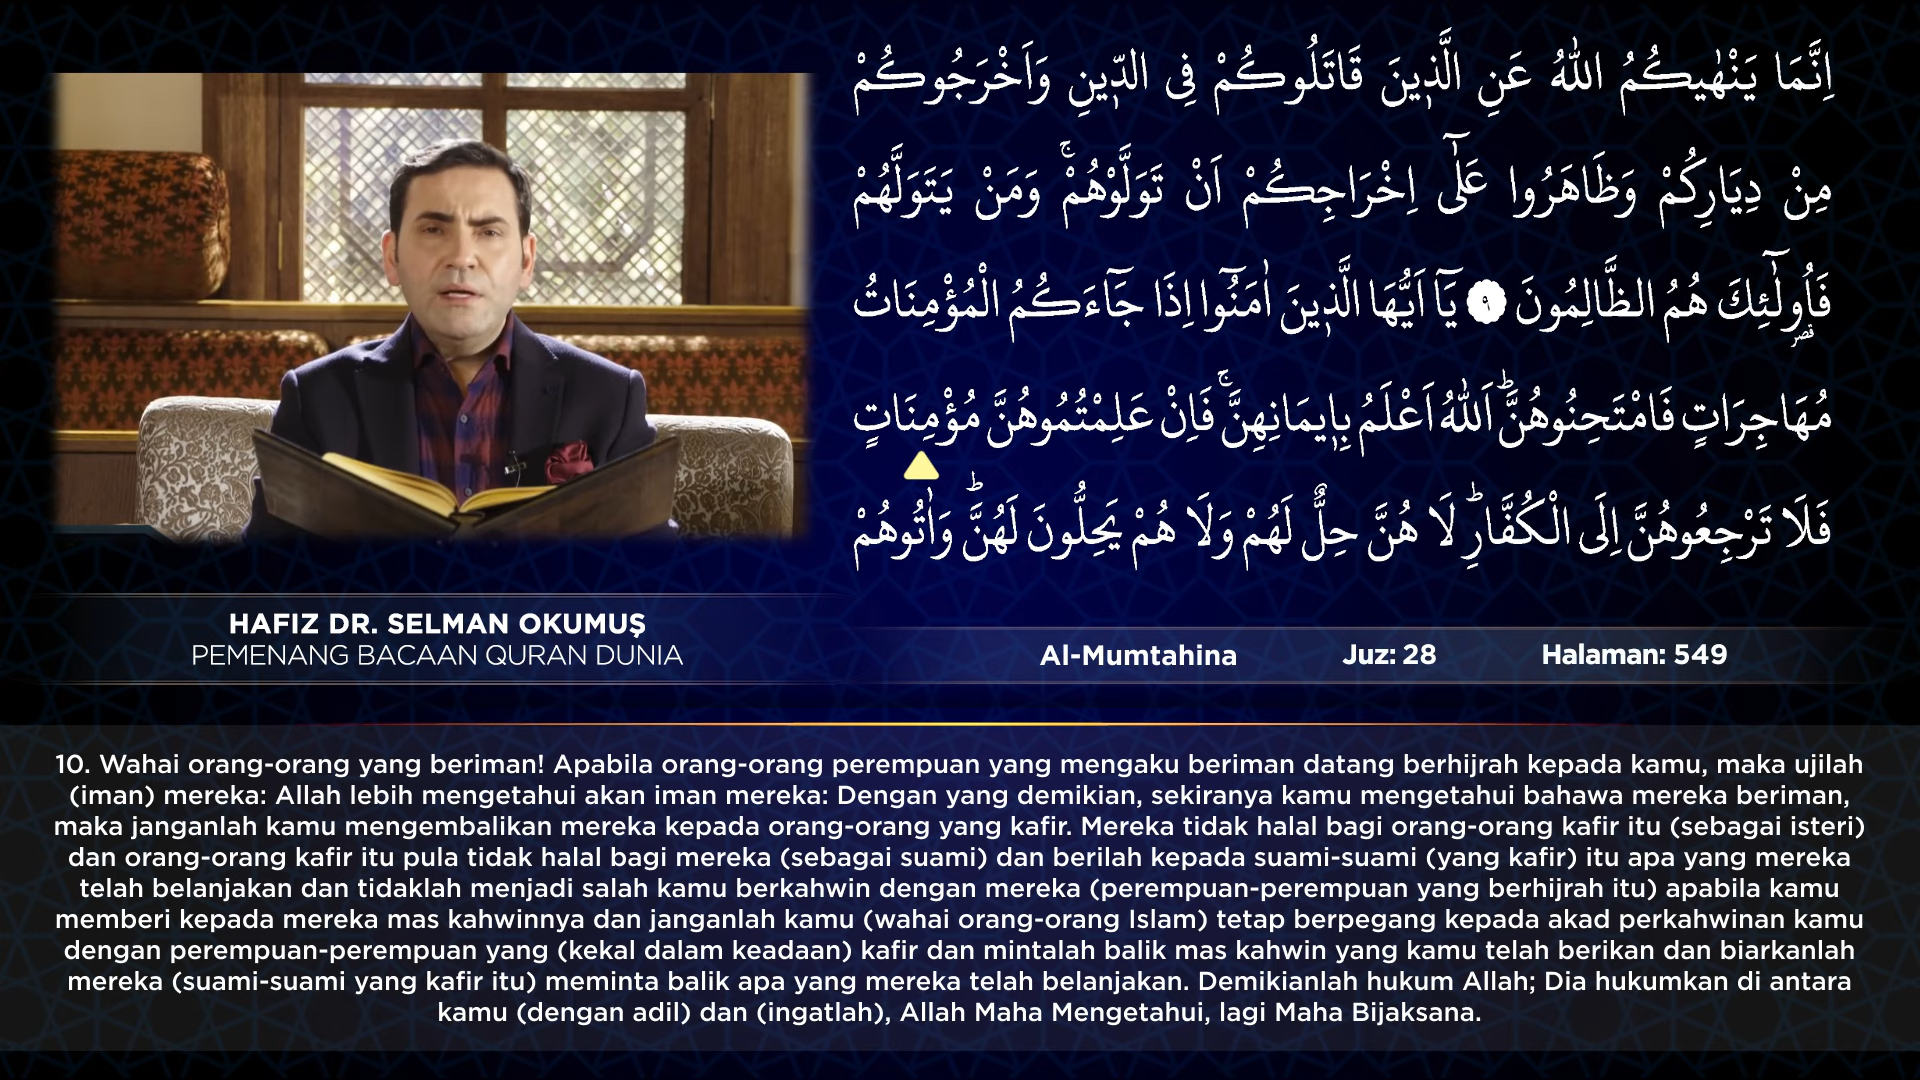 اِنَّمَا يَنْهٰيكُمُ اللّٰهُ عَنِ الَّذ۪ينَ قَاتَلُوكُمْ فِى الدّ۪ينِ وَاَخْرَجُوكُمْ
مِنْ دِيَارِكُمْ وَظَاهَرُوا عَلٰٓى اِخْرَاجِكُمْ اَنْ تَوَلَّوْهُمْۚ وَمَنْ يَتَوَلَّهُمْ
فَاُو۬لٰٓئِكَ هُمُ الظَّالِمُونَ ٩ يَٓا اَيُّهَا الَّذ۪ينَ اٰمَنُٓوا اِذَا جَٓاءَكُمُ الْمُؤْمِنَاتُ
مُهَاجِرَاتٍ فَامْتَحِنُوهُنَّۜ اَللّٰهُ اَعْلَمُ بِا۪يمَانِهِنَّۚ فَاِنْ عَلِمْتُمُوهُنَّ مُؤْمِنَاتٍ
فَلَا تَرْجِعُوهُنَّ اِلَى الْكُفَّارِۜ لَا هُنَّ حِلٌّ لَهُمْ وَلَا هُمْ يَحِلُّونَ لَهُنَّۜ وَاٰتُوهُمْ
HAFIZ DR. SELMAN OKUMUŞ
PEMENANG BACAAN QURAN DUNIA
Al-Mumtahina Juz: 28 Halaman: 549
10. Wahai orang-orang yang beriman! Apabila orang-orang perempuan yang mengaku beriman datang berhijrah kepada kamu, maka ujilah
(iman) mereka: Allah lebih mengetahui akan iman mereka: Dengan yang demikian, sekiranya kamu mengetahui bahawa mereka beriman,
maka janganlah kamu mengembalikan mereka kepada orang-orang yang kafir. Mereka tidak halal bagi orang-orang kafir itu (sebagai isteri)
dan orang-orang kafir itu pula tidak halal bagi mereka (sebagai suami) dan berilah kepada suami-suami (yang kafir) itu apa yang mereka
telah belanjakan dan tidaklah menjadi salah kamu berkahwin dengan mereka (perempuan-perempuan yang berhijrah itu) apabila kamu
memberi kepada mereka mas kahwinnya dan janganlah kamu (wahai orang-orang Islam) tetap berpegang kepada akad perkahwinan kamu
dengan perempuan-perempuan yang (kekal dalam keadaan) kafir dan mintalah balik mas kahwin yang kamu telah berikan dan biarkanlah
mereka (suami-suami yang kafir itu) meminta balik apa yang mereka telah belanjakan. Demikianlah hukum Allah; Dia hukumkan di antara
kamu (dengan adil) dan (ingatlah), Allah Maha Mengetahui, lagi Maha Bijaksana.